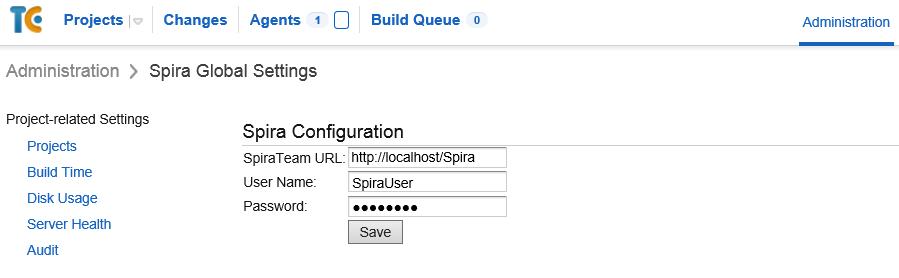 TC Projects Changes Agents 1 Build Queue 0 Administration
Administration > Spira Global Settings
Project-related Settings
Projects
Build Time
Disk Usage
Server Health
Audit
Spira Configuration
SpiraTeam URL: http://localhost/Spira
User Name: SpiraUser
Password: ●●●●●●●●
Save